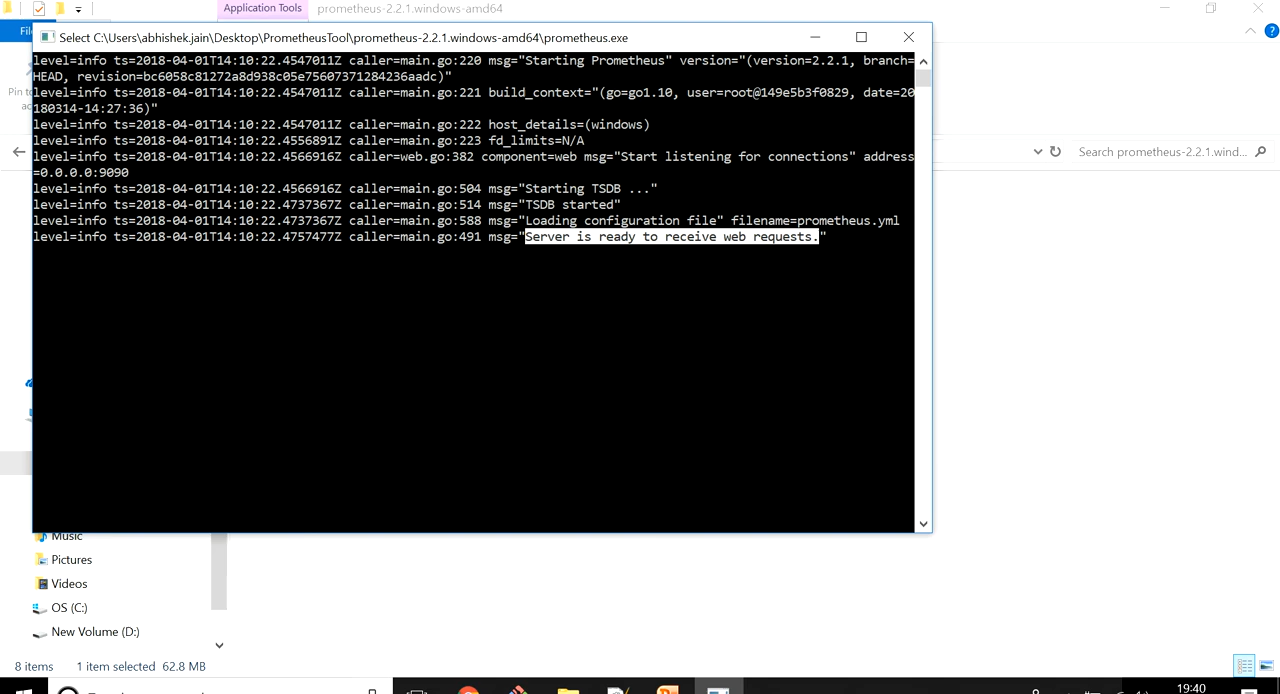 Application Tools prometheus-2.2.1.windows-amd64
Fil
Select C:\Users\abhishek.jain\Desktop\PrometheusTool\prometheus-2.2.1.windows-amd64\prometheus.exe
level=info ts=2018-04-01T14:10:22.4547011Z caller=main.go:220 msg="Starting Prometheus" version="(version=2.2.1, branch=
HEAD, revision=bc6058c81272a8d938c05e75607371284236aadc)"
level=info ts=2018-04-01T14:10:22.4547011Z caller=main.go:221 build_context="(go=go1.10, user=root@149e5b3f0829, date=20
180314-14:27:36)"
level=info ts=2018-04-01T14:10:22.4547011Z caller=main.go:222 host_details=(windows)
level=info ts=2018-04-01T14:10:22.4556891Z caller=main.go:223 fd_limits=N/A
level=info ts=2018-04-01T14:10:22.4566916Z caller=web.go:382 component=web msg="Start listening for connections" address
=0.0.0.0:9090
level=info ts=2018-04-01T14:10:22.4566916Z caller=main.go:504 msg="Starting TSDB ..."
level=info ts=2018-04-01T14:10:22.4737367Z caller=main.go:514 msg="TSDB started"
level=info ts=2018-04-01T14:10:22.4737367Z caller=main.go:588 msg="Loading configuration file" filename=prometheus.yml
level=info ts=2018-04-01T14:10:22.4757477Z caller=main.go:491 msg="Server is ready to receive web requests."
Pin to
Search prometheus-2.2.1.wind...
Music
Pictures
Videos
OS (C:)
New Volume (D:)
8 items 1 item selected 62.8 MB
19:40